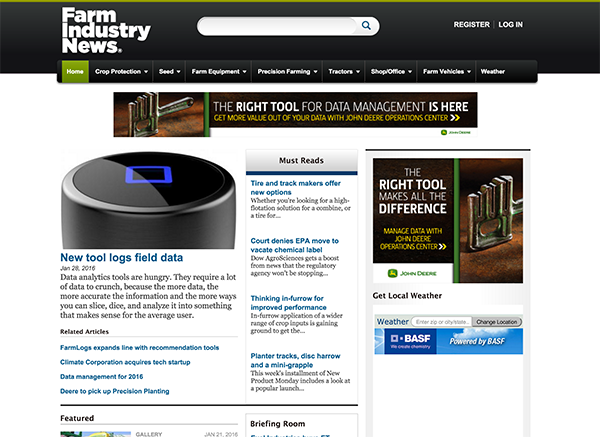 Farm
Industry
News®
REGISTER | LOG IN
Home
Crop Protection
Seed
Farm Equipment
Precision Farming
Tractors
Shop/Office
Farm Vehicles
Weather
THE RIGHT TOOL FOR DATA MANAGEMENT IS HERE
GET MORE VALUE OUT OF YOUR DATA WITH JOHN DEERE OPERATIONS CENTER
JOHN DEERE
New tool logs field data
Jan 28, 2016
Data analytics tools are hungry. They require a lot
of data to crunch, because the more data, the
more accurate the information and the more ways
you can slice, dice, and analyze it into something
that makes sense for the average user.
Related Articles
FarmLogs expands line with recommendation tools
Climate Corporation acquires tech startup
Data management for 2016
Deere to pick up Precision Planting
Featured
GALLERY
JAN 21, 2016
Must Reads
Tire and track makers offer
new options
Whether you're looking for a high-
flotation solution for a combine, or
a tire for...
Court denies EPA move to
vacate chemical label
Dow AgroSciences gets a
boost from news that the regulatory
agency won't be stopping...
Thinking in-furrow for
improved performance
In-furrow application of a wider
range of crop inputs is gaining
ground to get the...
Planter tracks, disc harrow
and a mini-grapple
This week's installment of New
Product Monday includes a look at
a popular launch...
Briefing Room
THE
RIGHT TOOL
MAKES ALL THE
DIFFERENCE
MANAGE DATA WITH
JOHN DEERE
OPERATIONS CENTER
JOHN DEERE
Get Local Weather
Weather
Enter zip or city/state...
Change Location
BASF
We create chemistry
Powered by BASF